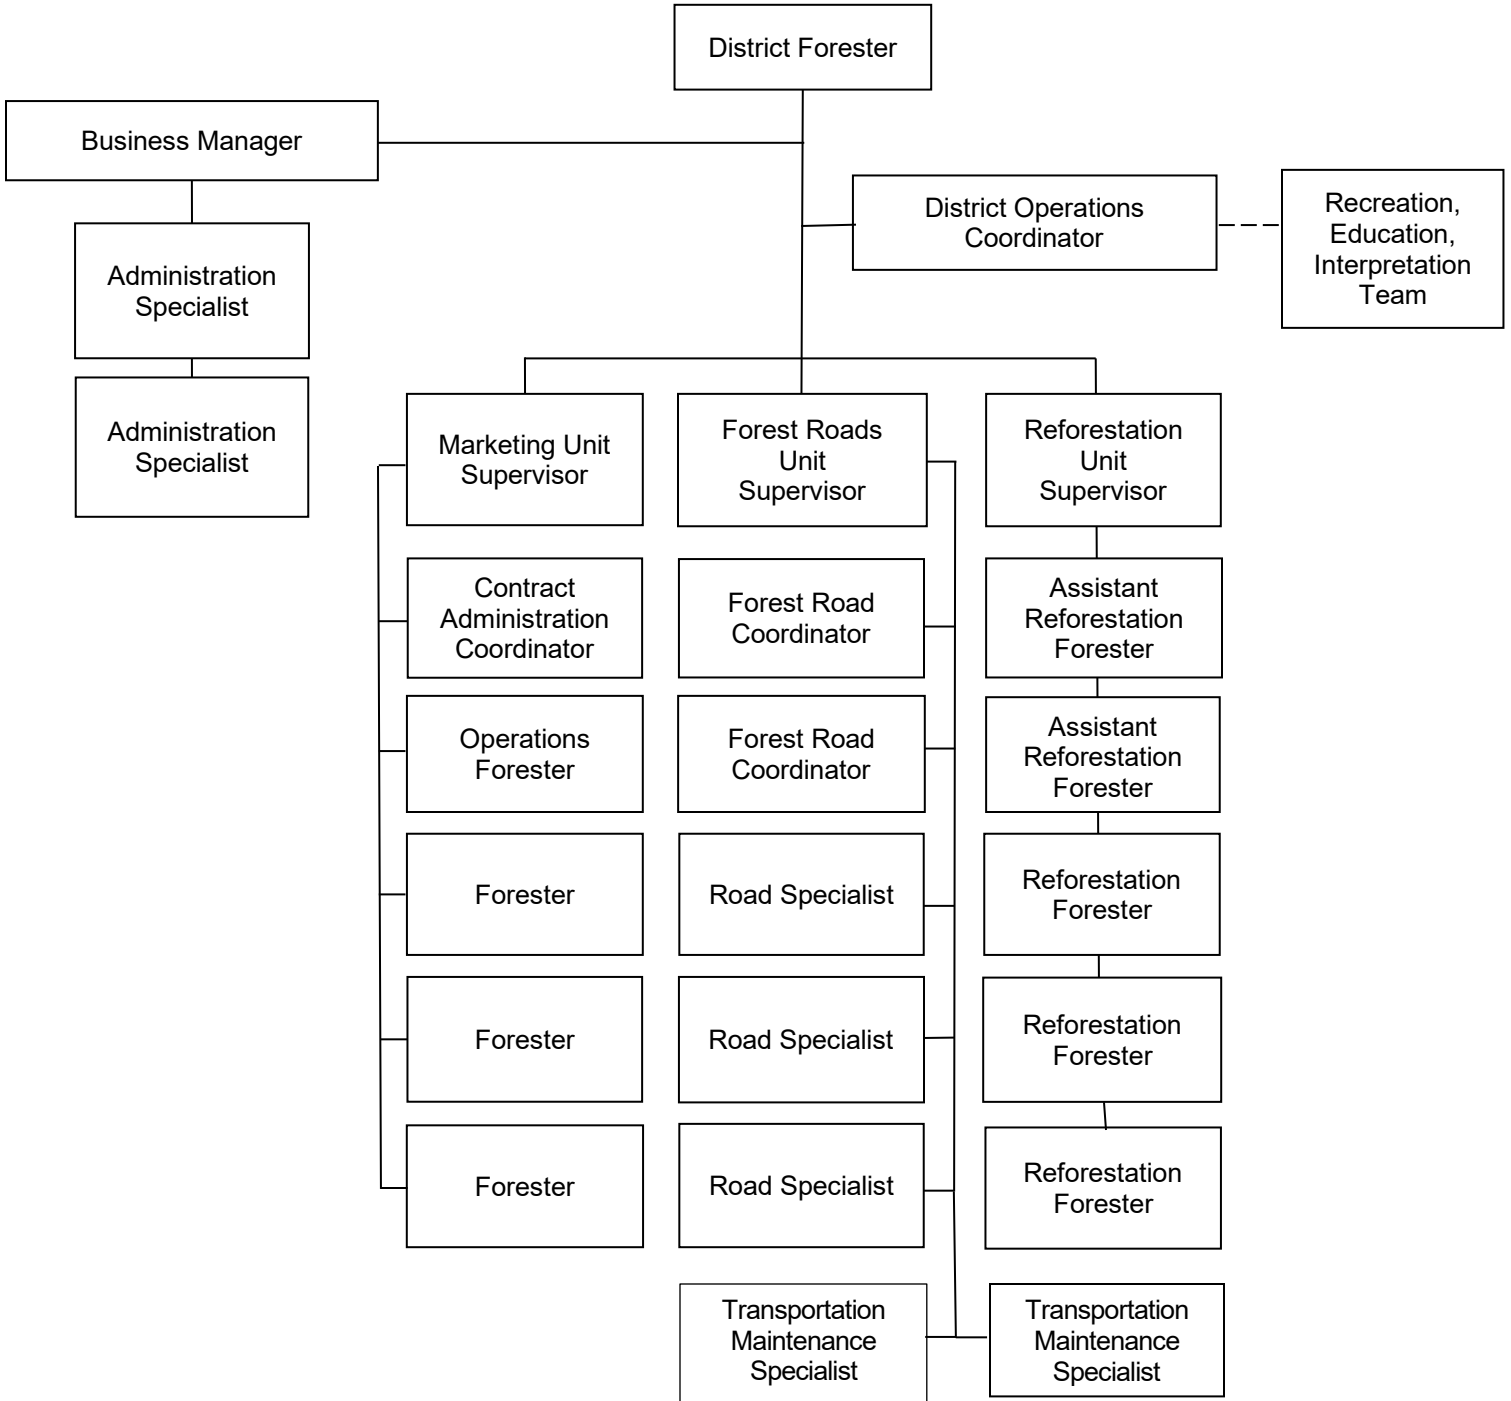 District Forester
Business Manager
District Operations
Coordinator
Recreation,
Education,
Interpretation
Team
Administration
Specialist
Administration
Specialist
Marketing Unit
Supervisor
Contract
Administration
Coordinator
Operations
Forester
Forester
Forester
Forester
Forest Roads
Unit
Supervisor
Forest Road
Coordinator
Forest Road
Coordinator
Road Specialist
Road Specialist
Road Specialist
Transportation
Maintenance
Specialist
Reforestation
Unit
Supervisor
Assistant
Reforestation
Forester
Assistant
Reforestation
Forester
Reforestation
Forester
Reforestation
Forester
Reforestation
Forester
Transportation
Maintenance
Specialist